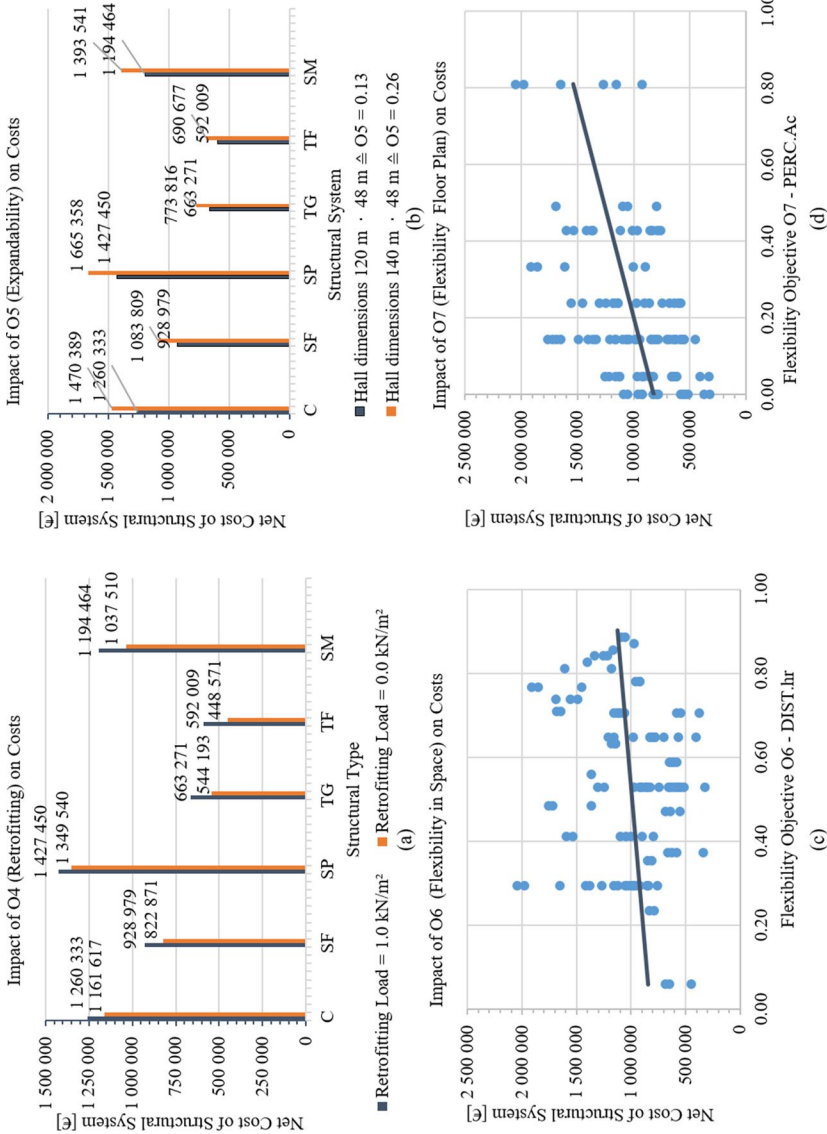 Impact of O4 (Retrofitting) on Costs
Net Cost of Structural System [€]
1 500 000
1 250 000
1 000 000
750 000
500 000
250 000
0
1 260 333
1 161 617
928 979
822 871
1 427 450
1 349 540
663 271
544 193
592 009
448 571
1 194 464
1 037 510
C SF SP TG TF SM
Structural Type
Retrofitting Load = 1.0 kN/m² Retrofitting Load = 0.0 kN/m²
(a)
Impact of O5 (Expandability) on Costs
Net Cost of Structural System [€]
2 000 000
1 500 000
1 000 000
500 000
0
1 470 389
1 260 333
1 083 809
928 979
1 665 358
1 427 450
773 816
663 271
690 677
592 009
1 393 541
1 194 464
C SF SP TG TF SM
Structural System
Hall dimensions 120 m · 48 m ≙ O5 = 0.13
Hall dimensions 140 m · 48 m ≙ O5 = 0.26
(b)
Impact of O6 (Flexibility in Space) on Costs
Net Cost of Structural System [€]
2 500 000
2 000 000
1 500 000
1 000 000
500 000
0
0.00 0.20 0.40 0.60 0.80 1.00
Flexibility Objective O6 - DIST.hr
(c)
Impact of O7 (Flexibility Floor Plan) on Costs
Net Cost of Structural System [€]
2 500 000
2 000 000
1 500 000
1 000 000
500 000
0
0.00 0.20 0.40 0.60 0.80 1.00
Flexibility Objective O7 - PERC.Ac
(d)